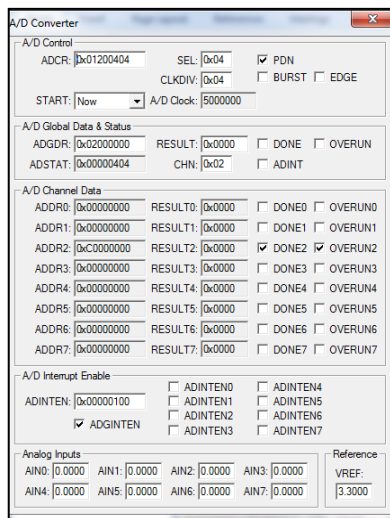 A/D Converter
A/D Control
ADCR: 0x01200404 SEL: 0x04 PDN
CLKDIV: 0x04 BURST EDGE
START: Now A/D Clock: 5000000
A/D Global Data & Status
ADGDR: 0x02000000 RESULT: 0x0000 DONE OVERUN
ADSTAT: 0x00000404 CHN: 0x02 ADINT
A/D Channel Data
ADDR0: 0x00000000 RESULT0: 0x0000 DONE0 OVERUN0
ADDR1: 0x00000000 RESULT1: 0x0000 DONE1 OVERUN1
ADDR2: 0xC0000000 RESULT2: 0x0000 DONE2 OVERUN2
ADDR3: 0x00000000 RESULT3: 0x0000 DONE3 OVERUN3
ADDR4: 0x00000000 RESULT4: 0x0000 DONE4 OVERUN4
ADDR5: 0x00000000 RESULT5: 0x0000 DONE5 OVERUN5
ADDR6: 0x00000000 RESULT6: 0x0000 DONE6 OVERUN6
ADDR7: 0x00000000 RESULT7: 0x0000 DONE7 OVERUN7
A/D Interrupt Enable
ADINTEN0 ADINTEN4
ADINTEN: 0x00000100 ADINTEN1 ADINTEN5
ADGINTEN ADINTEN2 ADINTEN6
ADINTEN3 ADINTEN7
Analog Inputs Reference
AIN0: 0.0000 AIN1: 0.0000 AIN2: 0.0000 AIN3: 0.0000 VREF:
AIN4: 0.0000 AIN5: 0.0000 AIN6: 0.0000 AIN7: 0.0000 3.3000